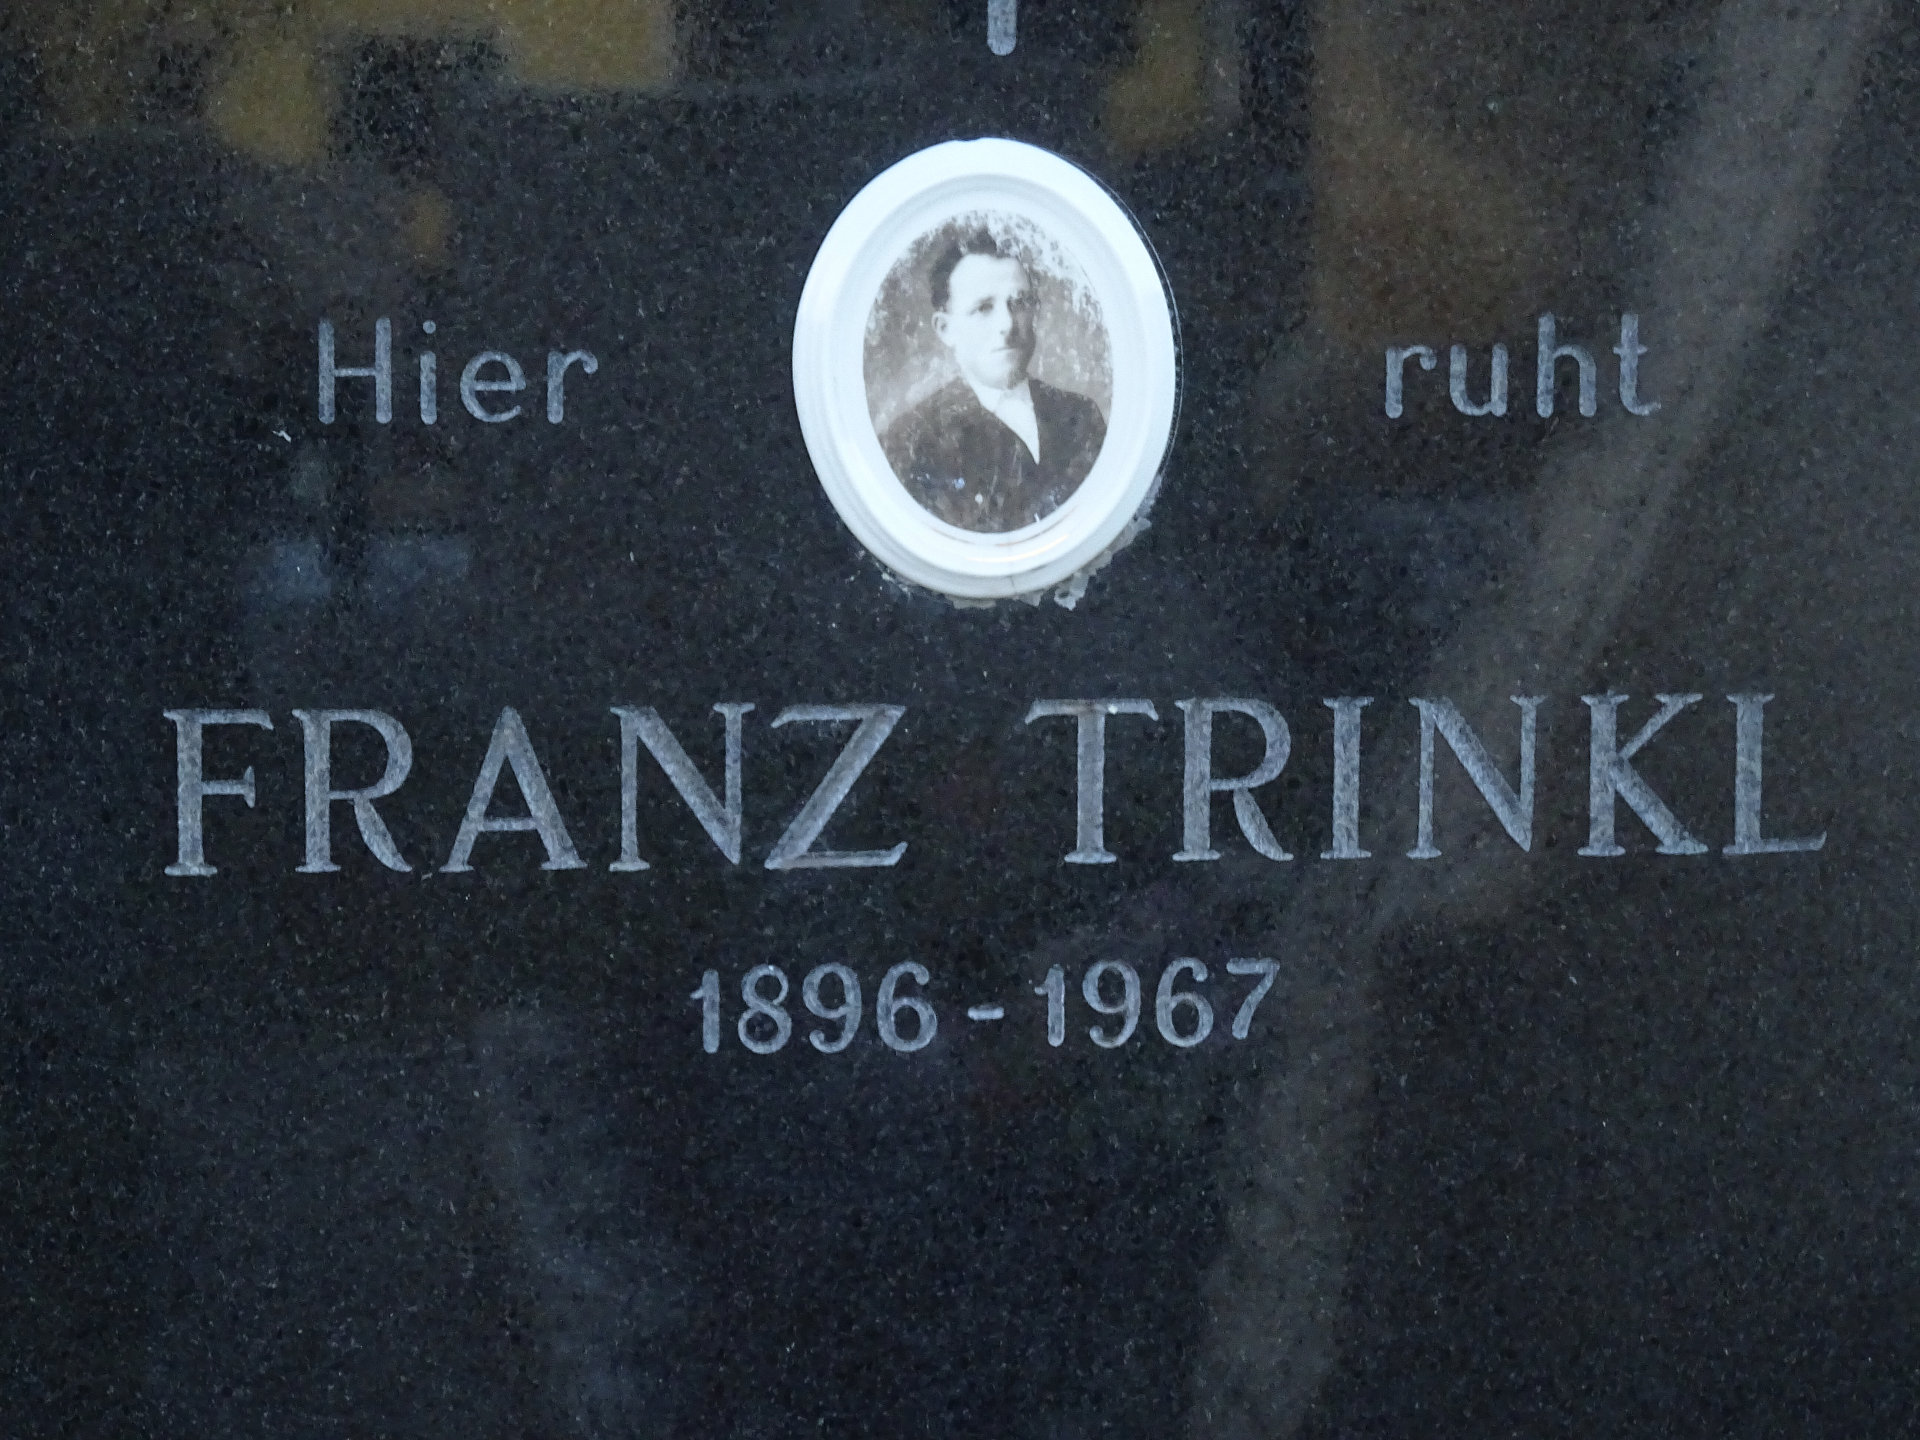 Hier ruht
FRANZ TRINKL
1896-1967